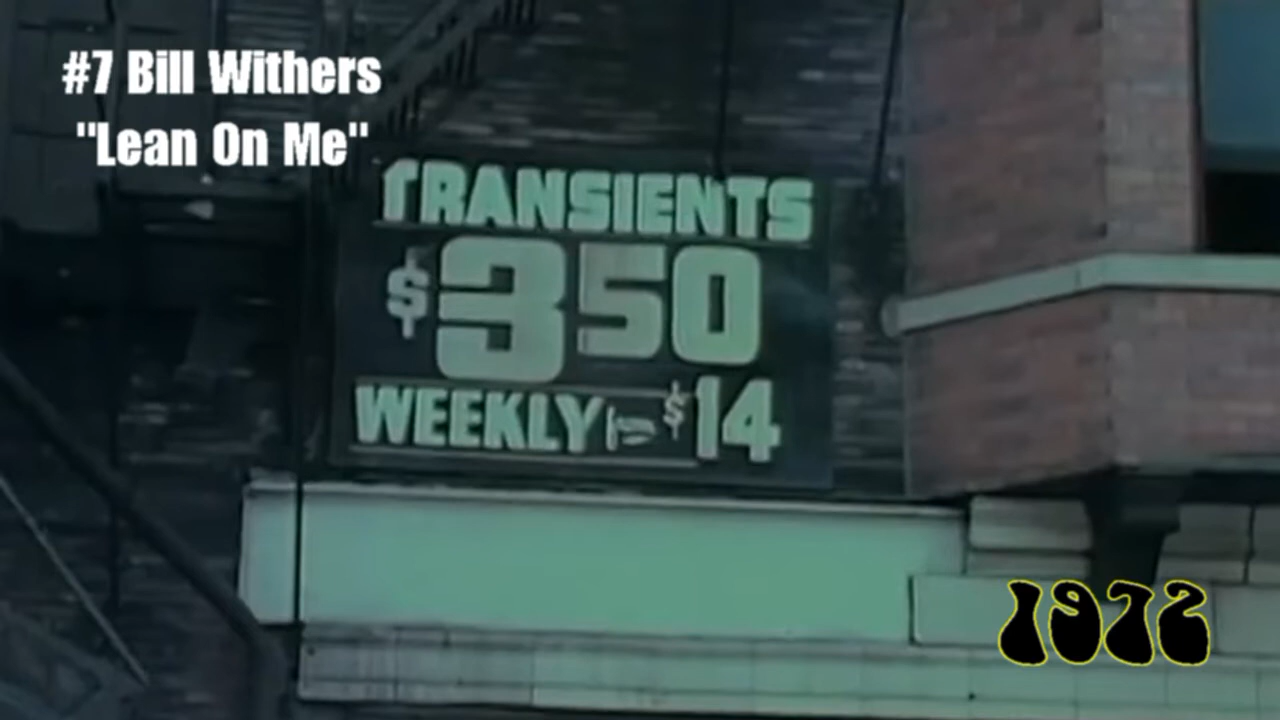 #7 Bill Withers
"Lean On Me"
TRANSIENTS
$350
WEEKLY - $14
1972